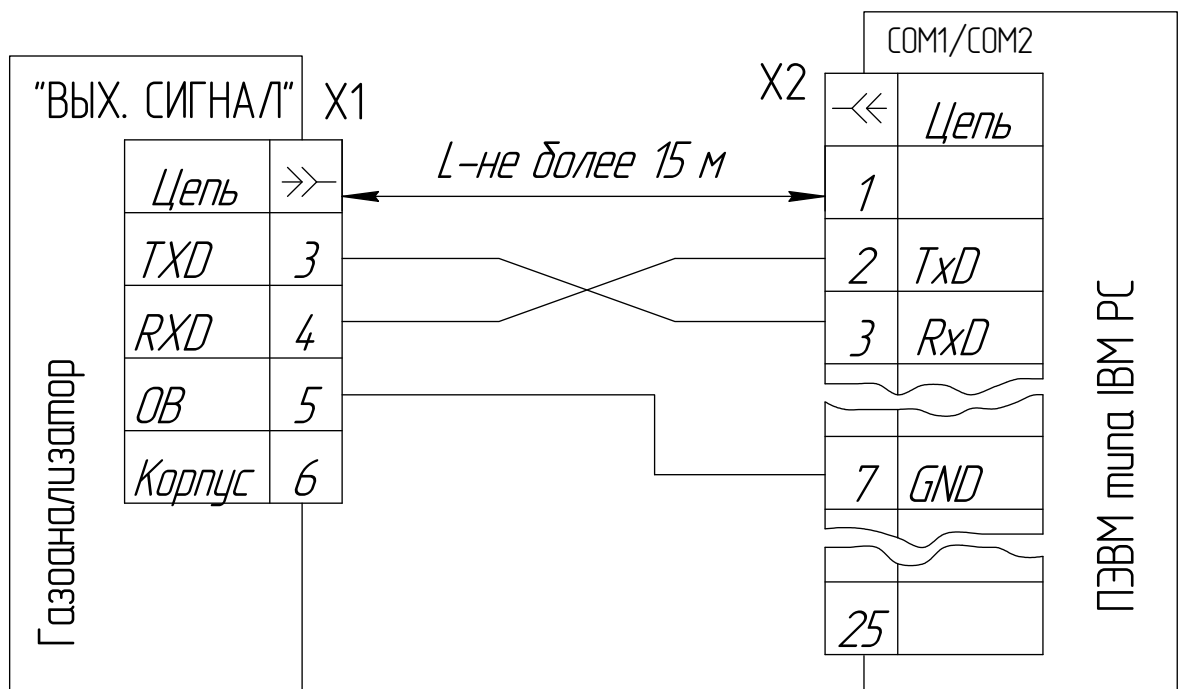 "ВЫХ. СИГНАЛ" X1
Цепь
TXD 3
RXD 4
ОВ 5
Корпус 6
Газоанализатор
L-не более 15 м
COM1/COM2
X2
Цепь
1
2 TxD
3 RxD
7 GND
25
ПЭВМ типа IBM PC